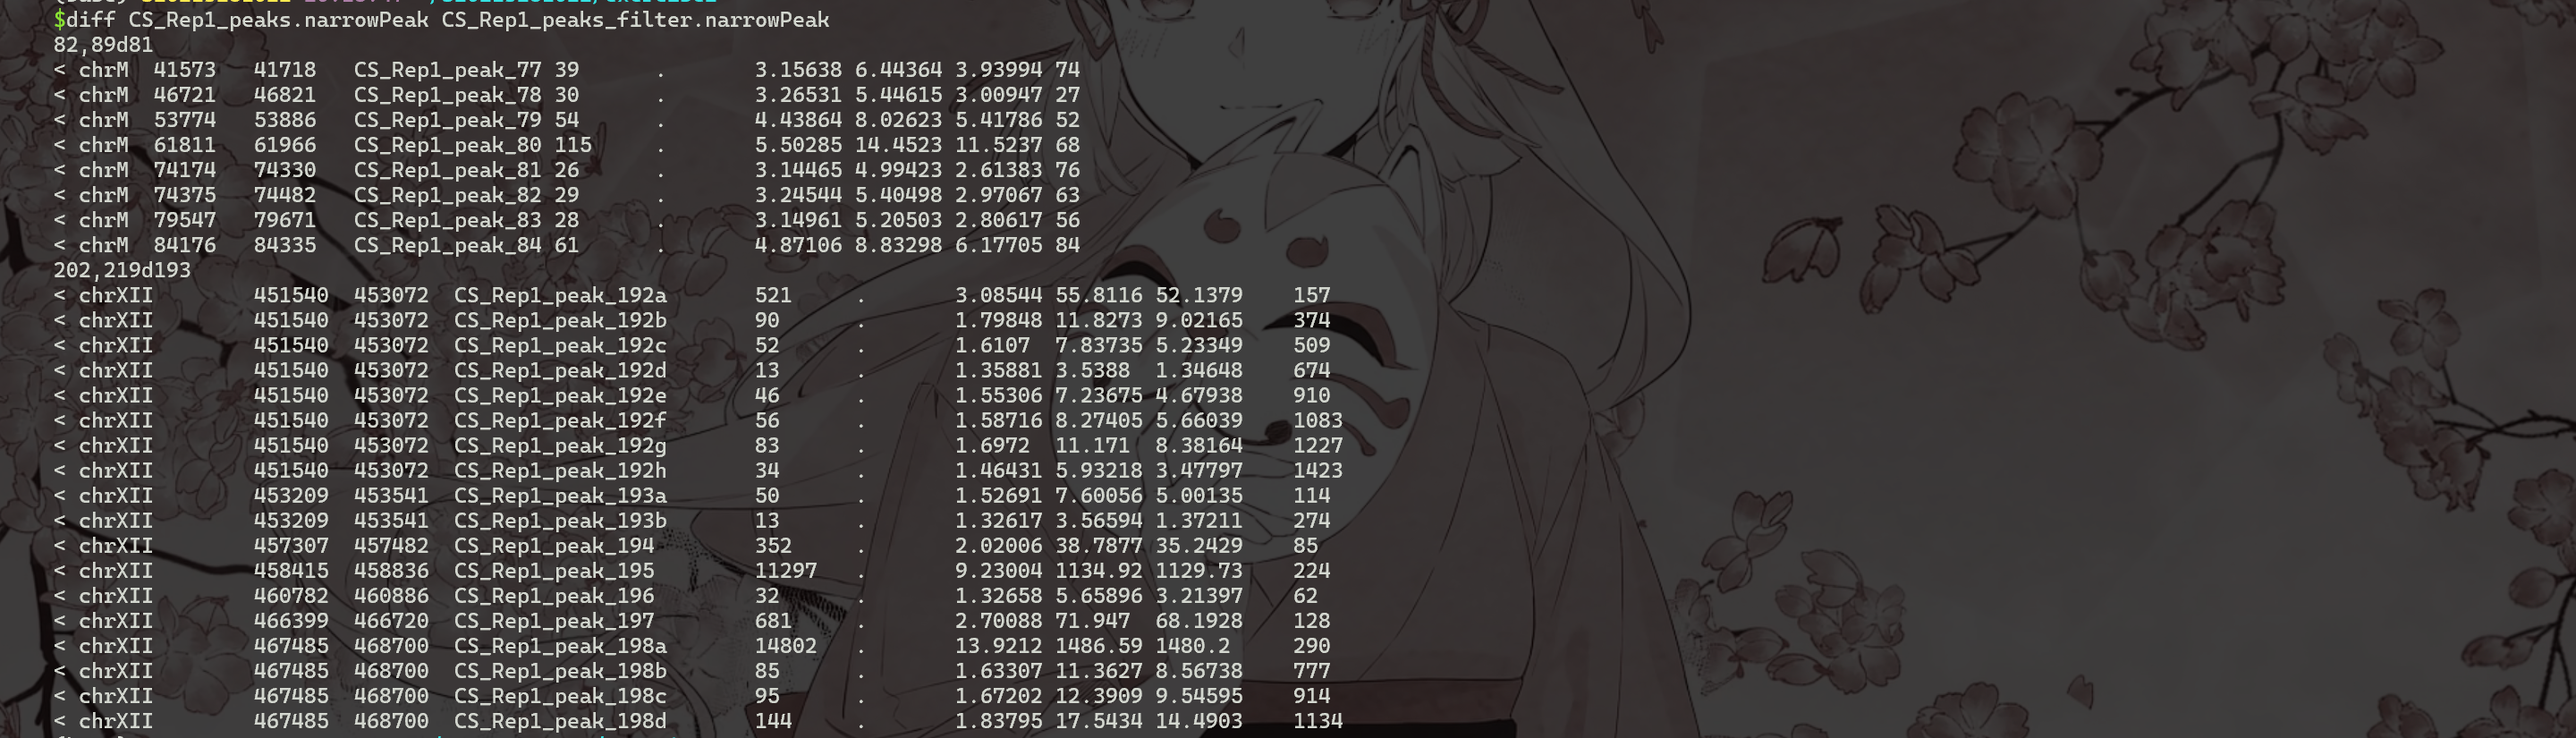 $diff CS_Rep1_peaks.narrowPeak CS_Rep1_peaks_filter.narrowPeak
82,89d81
< chrM 41573 41718 CS_Rep1_peak_77 39 . 3.15638 6.44364 3.93994 74
< chrM 46721 46821 CS_Rep1_peak_78 30 . 3.26531 5.44615 3.00947 27
< chrM 53774 53886 CS_Rep1_peak_79 54 . 4.43864 8.02623 5.41786 52
< chrM 61811 61966 CS_Rep1_peak_80 115 . 5.50285 14.4523 11.5237 68
< chrM 74174 74330 CS_Rep1_peak_81 26 . 3.14465 4.99423 2.61383 76
< chrM 74375 74482 CS_Rep1_peak_82 29 . 3.24544 5.40498 2.97067 63
< chrM 79547 79671 CS_Rep1_peak_83 28 . 3.14961 5.20503 2.80617 56
< chrM 84176 84335 CS_Rep1_peak_84 61 . 4.87106 8.83298 6.17705 84
202,219d193
< chrXII 451540 453072 CS_Rep1_peak_192a 521 . 3.08544 55.8116 52.1379 157
< chrXII 451540 453072 CS_Rep1_peak_192b 90 . 1.79848 11.8273 9.02165 374
< chrXII 451540 453072 CS_Rep1_peak_192c 52 . 1.6107 7.83735 5.23349 509
< chrXII 451540 453072 CS_Rep1_peak_192d 13 . 1.35881 3.5388 1.34648 674
< chrXII 451540 453072 CS_Rep1_peak_192e 46 . 1.55306 7.23675 4.67938 910
< chrXII 451540 453072 CS_Rep1_peak_192f 56 . 1.58716 8.27405 5.66039 1083
< chrXII 451540 453072 CS_Rep1_peak_192g 83 . 1.6972 11.171 8.38164 1227
< chrXII 451540 453072 CS_Rep1_peak_192h 34 . 1.46431 5.93218 3.47797 1423
< chrXII 453209 453541 CS_Rep1_peak_193a 50 . 1.52691 7.60056 5.00135 114
< chrXII 453209 453541 CS_Rep1_peak_193b 13 . 1.32617 3.56594 1.37211 274
< chrXII 457307 457482 CS_Rep1_peak_194 352 . 2.02006 38.7877 35.2429 85
< chrXII 458415 458836 CS_Rep1_peak_195 11297 . 9.23004 1134.92 1129.73 224
< chrXII 460782 460886 CS_Rep1_peak_196 32 . 1.32658 5.65896 3.21397 62
< chrXII 466399 466720 CS_Rep1_peak_197 681 . 2.70088 71.947 68.1928 128
< chrXII 467485 468700 CS_Rep1_peak_198a 14802 . 13.9212 1486.59 1480.2 290
< chrXII 467485 468700 CS_Rep1_peak_198b 85 . 1.63307 11.3627 8.56738 777
< chrXII 467485 468700 CS_Rep1_peak_198c 95 . 1.67202 12.3909 9.54595 914
< chrXII 467485 468700 CS_Rep1_peak_198d 144 . 1.83795 17.5434 14.4903 1134